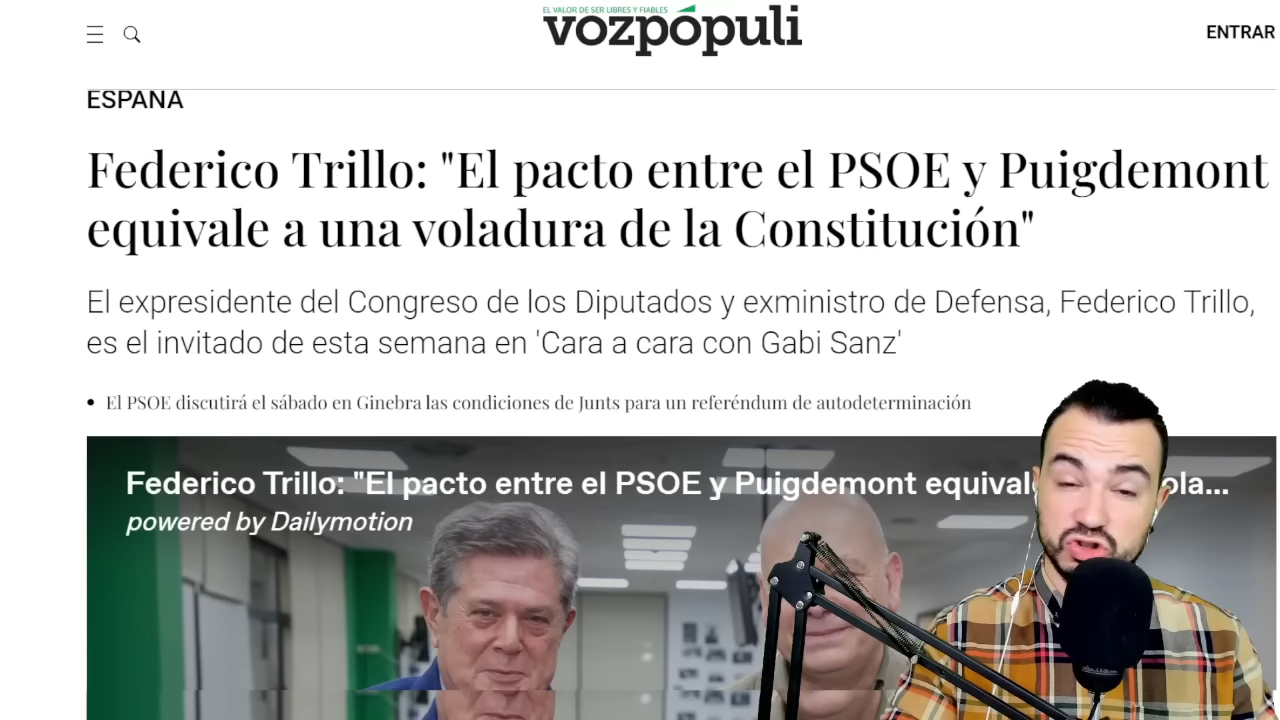 EL VALOR DE SER LIBRES Y FIABLES
vozpópuli
ENTRAR
ESPAÑA
Federico Trillo: "El pacto entre el PSOE y Puigdemont
equivale a una voladura de la Constitución"
El expresidente del Congreso de los Diputados y exministro de Defensa, Federico Trillo,
es el invitado de esta semana en 'Cara a cara con Gabi Sanz'
• El PSOE discutirá el sábado en Ginebra las condiciones de Junts para un referéndum de autodeterminación
Federico Trillo: "El pacto entre el PSOE y Puigdemont ola...
powered by Dailymotion